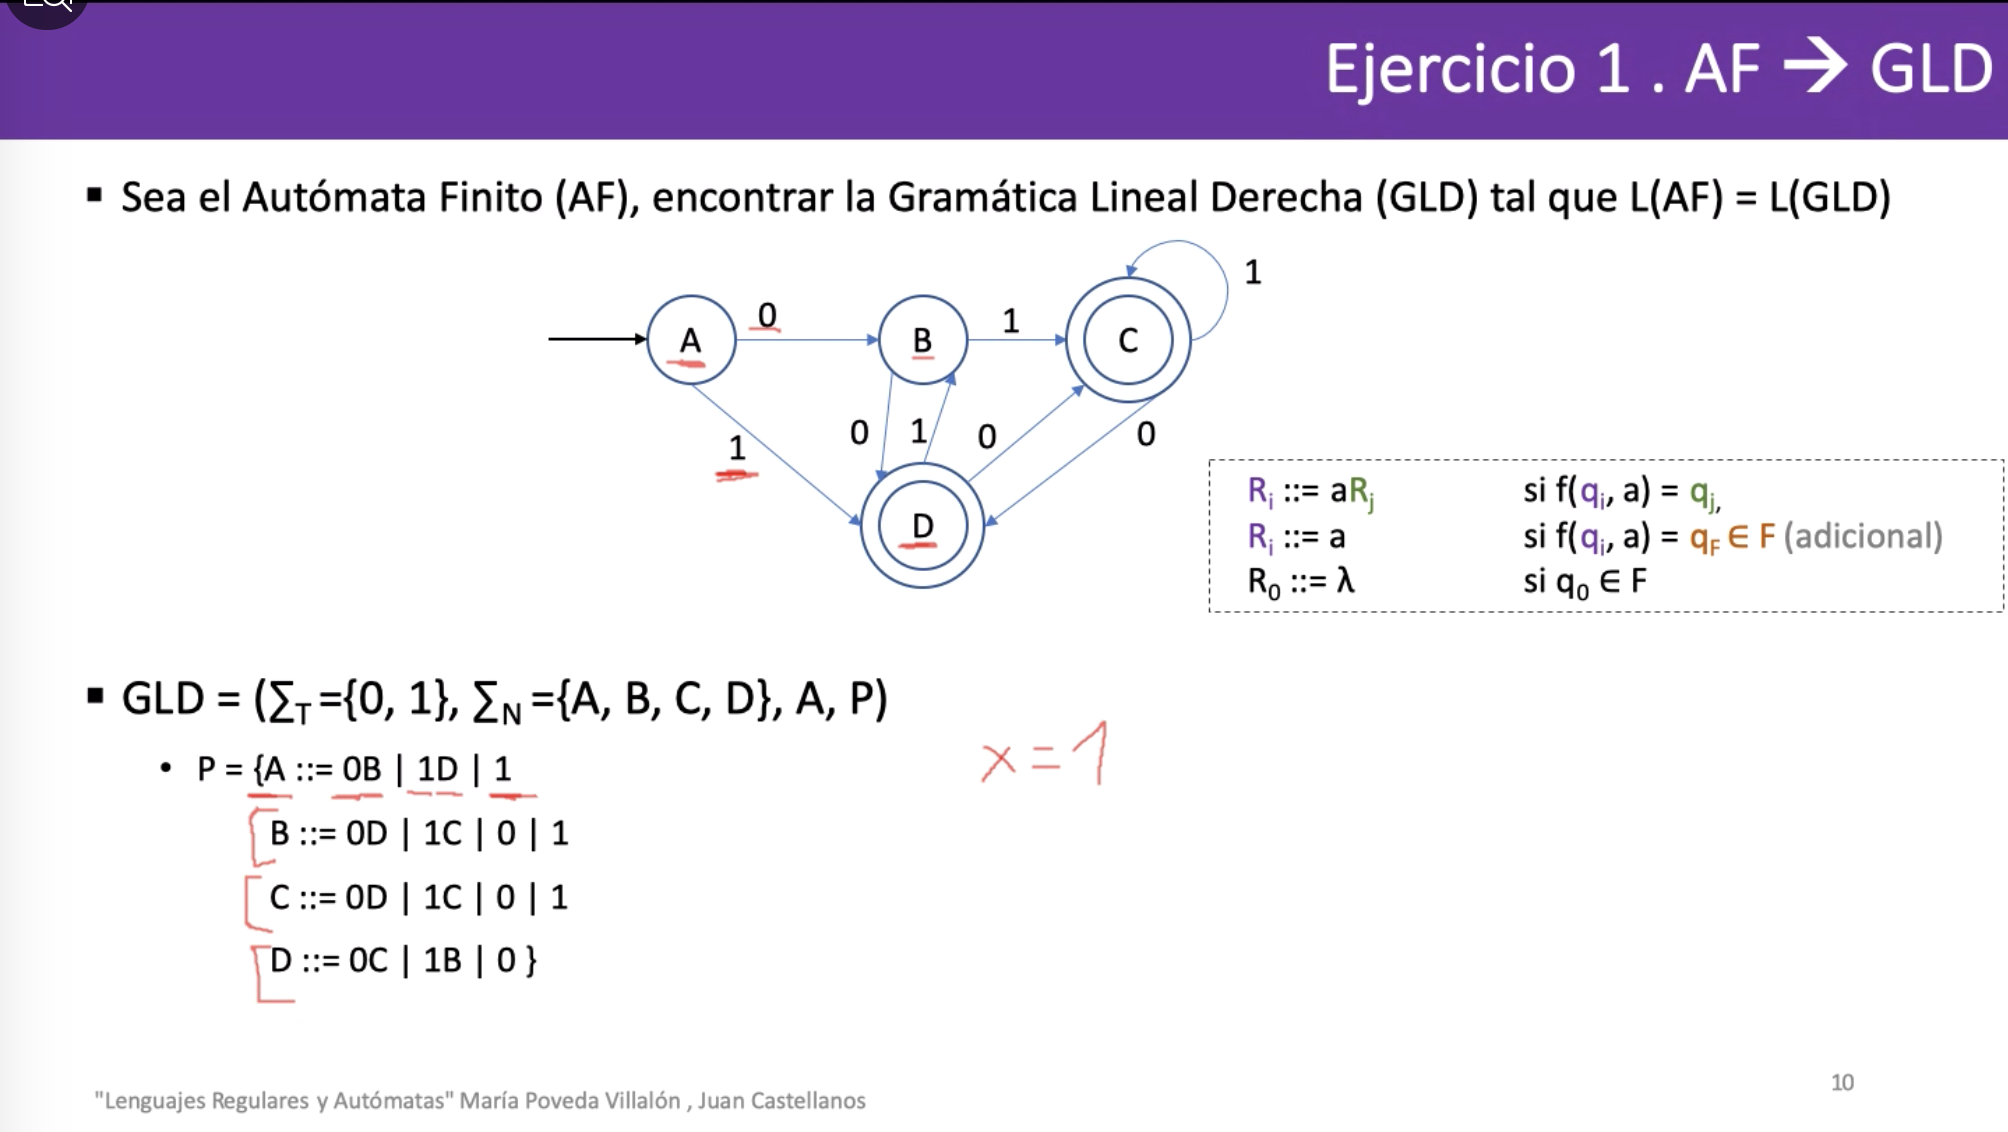 Ejercicio 1 . AF → GLD
▪ Sea el Autómata Finito (AF), encontrar la Gramática Lineal Derecha (GLD) tal que L(AF) = L(GLD)
1
A
0
B
1
C
1
0
1
0
0
D
Rᵢ ::= aRⱼ si f(qᵢ, a) = qⱼ,
Rᵢ ::= a si f(qᵢ, a) = q_F ∈ F (adicional)
R₀ ::= λ si q₀ ∈ F
▪ GLD = (∑_T ={0, 1}, ∑_N ={A, B, C, D}, A, P)
x = 1
• P = {A ::= 0B | 1D | 1
B ::= 0D | 1C | 0 | 1
C ::= 0D | 1C | 0 | 1
D ::= 0C | 1B | 0 }
10
"Lenguajes Regulares y Autómatas" María Poveda Villalón , Juan Castellanos